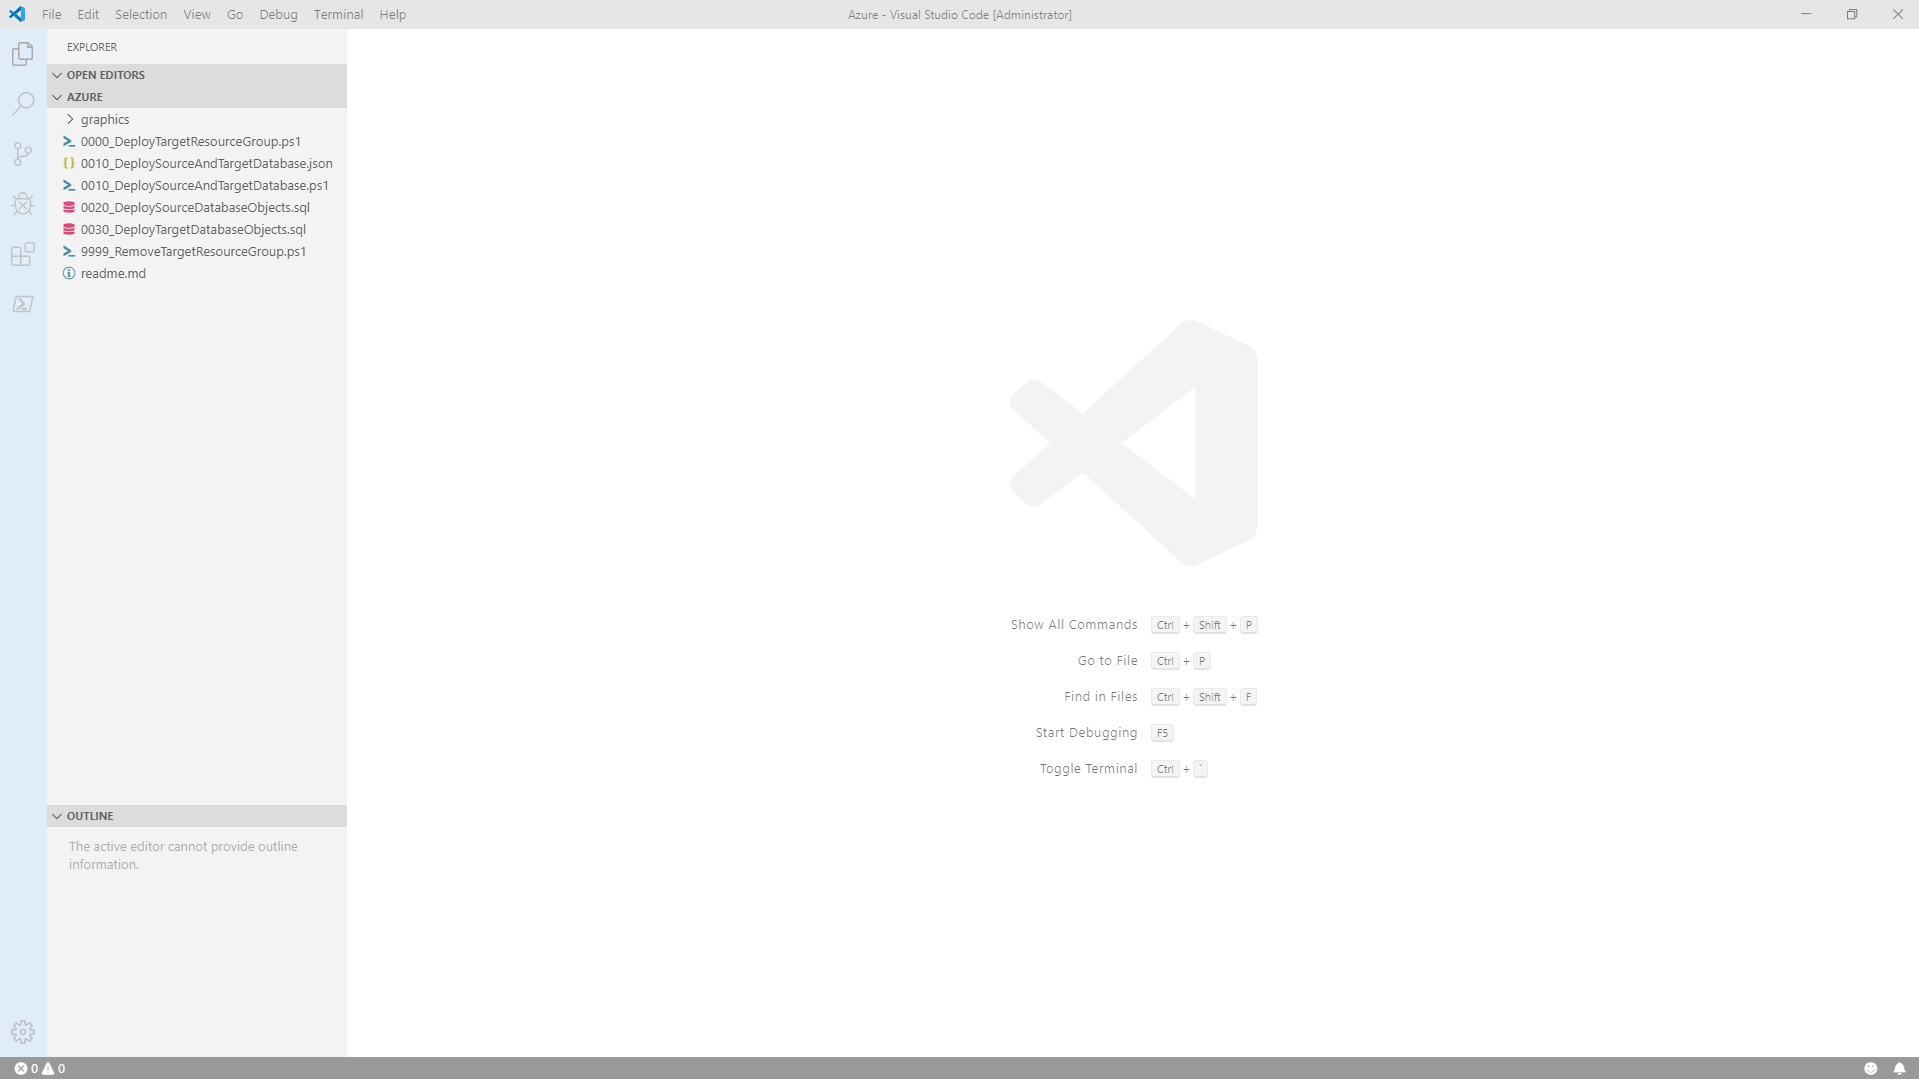 File Edit Selection View Go Debug Terminal Help
Azure - Visual Studio Code [Administrator]
EXPLORER
OPEN EDITORS
AZURE
graphics
0000_DeployTargetResourceGroup.ps1
0010_DeploySourceAndTargetDatabase.json
0010_DeploySourceAndTargetDatabase.ps1
0020_DeploySourceDatabaseObjects.sql
0030_DeployTargetDatabaseObjects.sql
9999_RemoveTargetResourceGroup.ps1
readme.md
Show All Commands Ctrl + Shift + P
Go to File Ctrl + P
Find in Files Ctrl + Shift + F
Start Debugging F5
Toggle Terminal Ctrl + `
OUTLINE
The active editor cannot provide outline
information.
0 0